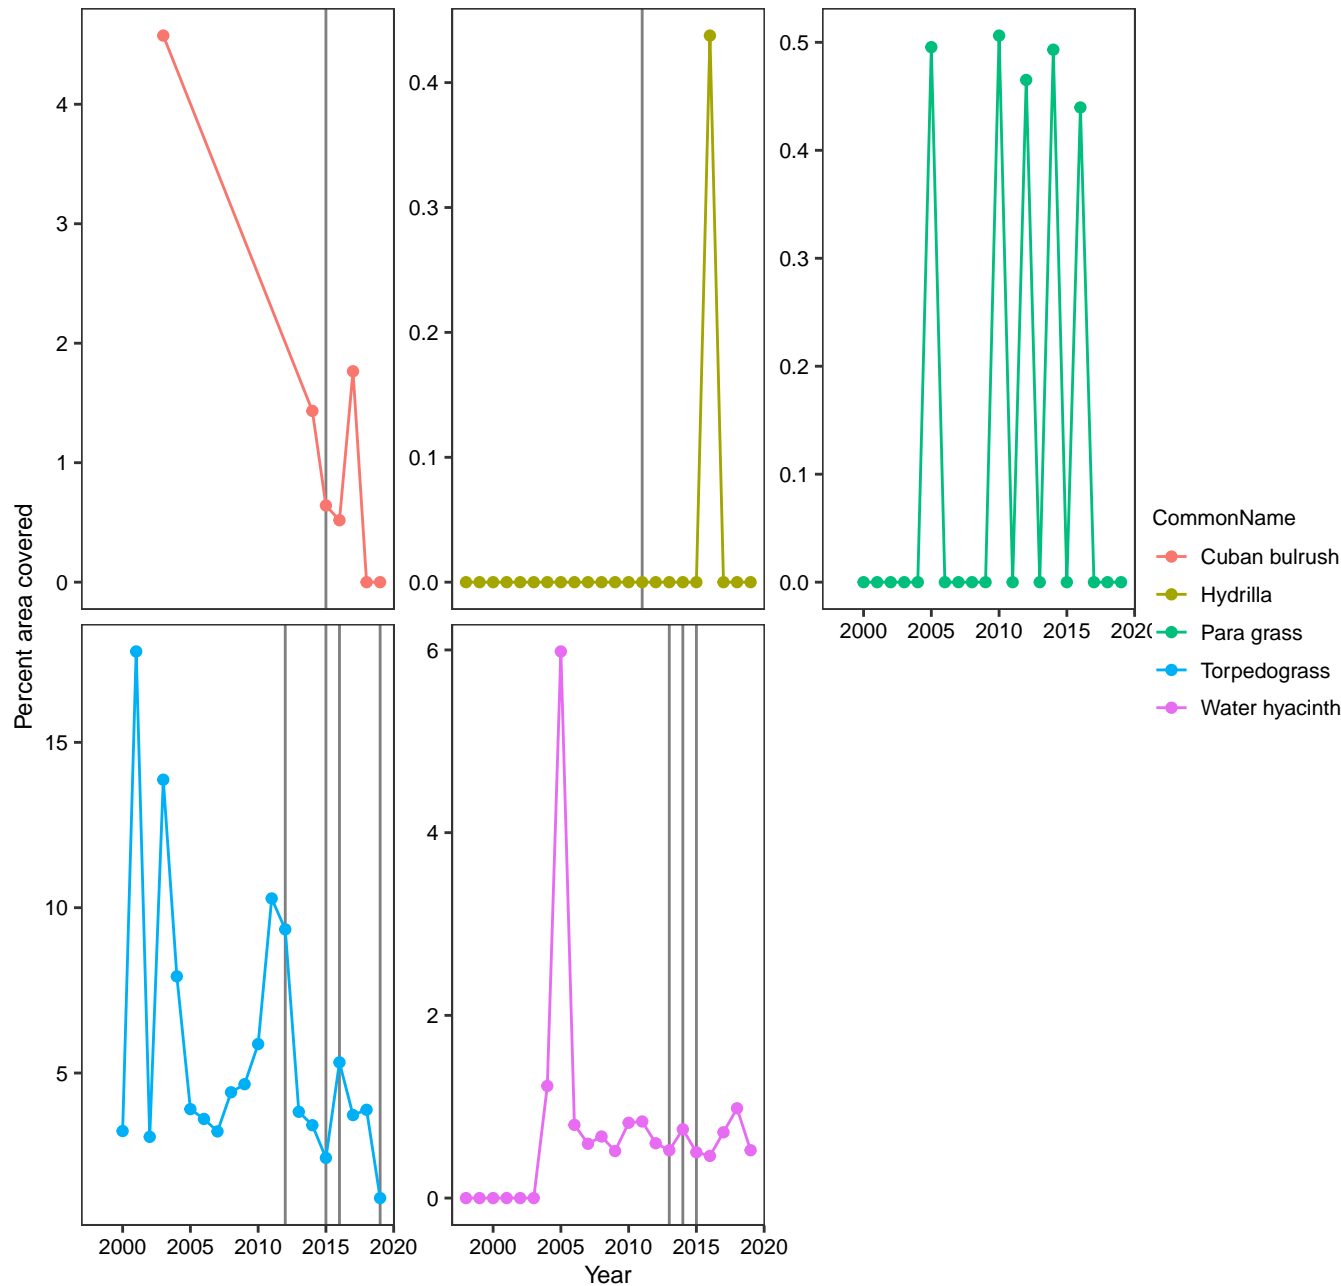 4
3
2
1
0
0.4
0.3
0.2
0.1
0.0
0.5
0.4
0.3
0.2
0.1
0.0
2000 2005 2010 2015 2020
Percent area covered
CommonName
Cuban bulrush
Hydrilla
Para grass
Torpedograss
Water hyacinth
15
10
5
6
4
2
0
2000 2005 2010 2015 2020
2000 2005 2010 2015 2020
Year